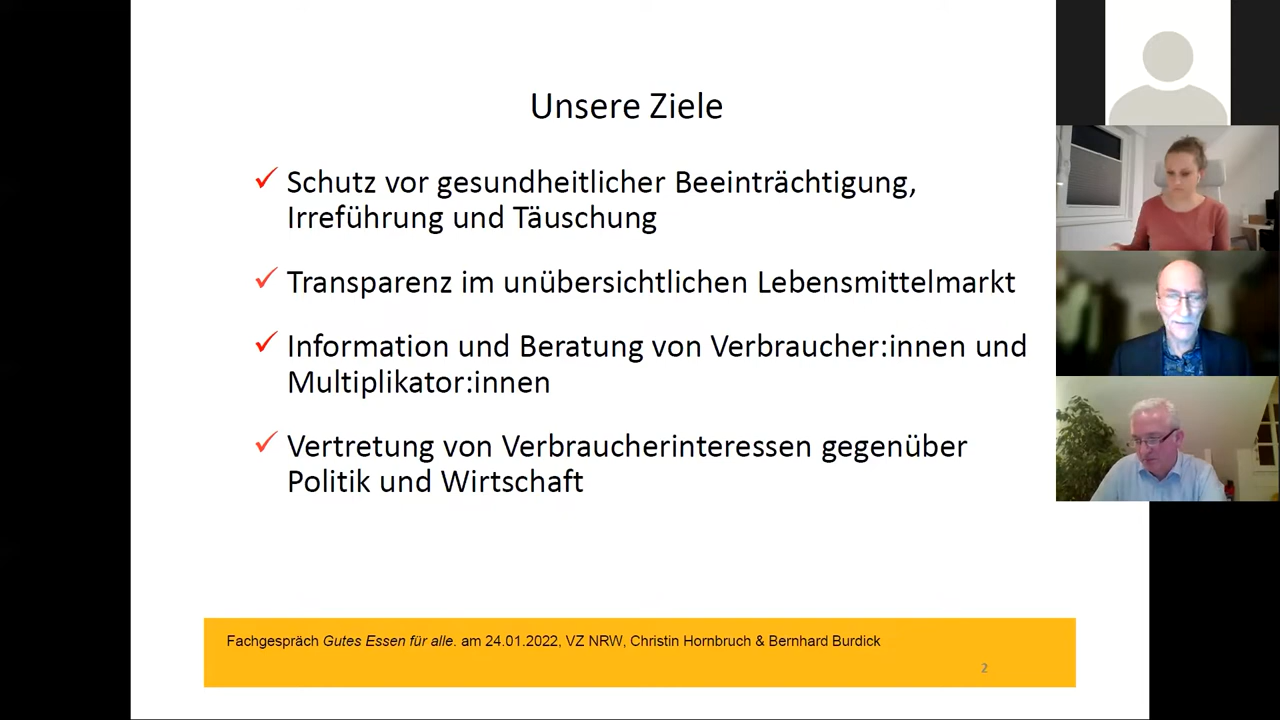 Unsere Ziele
Schutz vor gesundheitlicher Beeinträchtigung,
Irreführung und Täuschung
Transparenz im unübersichtlichen Lebensmittelmarkt
Information und Beratung von Verbraucher:innen und
Multiplikator:innen
Vertretung von Verbraucherinteressen gegenüber
Politik und Wirtschaft
Fachgespräch Gutes Essen für alle. am 24.01.2022, VZ NRW, Christin Hornbruch & Bernhard Burdick
2